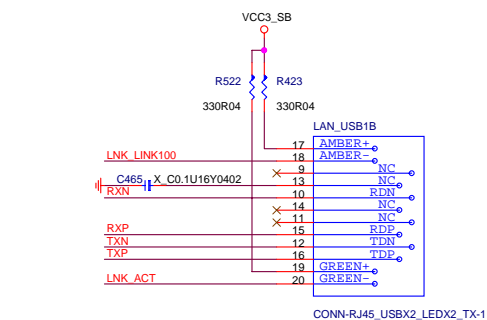 VCC3_SB
R522
R423
330R04
330R04
LAN_USB1B
17 AMBER+
LNK_LINK100 18 AMBER-
9 NC
C465 X_C0.1U16Y0402 13 NC
RXN 10 RDN
14 NC
11 NC
RXP 15 RDP
TXN 12 TDN
TXP 16 TDP
19 GREEN+
LNK_ACT 20 GREEN-
CONN-RJ45_USBX2_LEDX2_TX-1